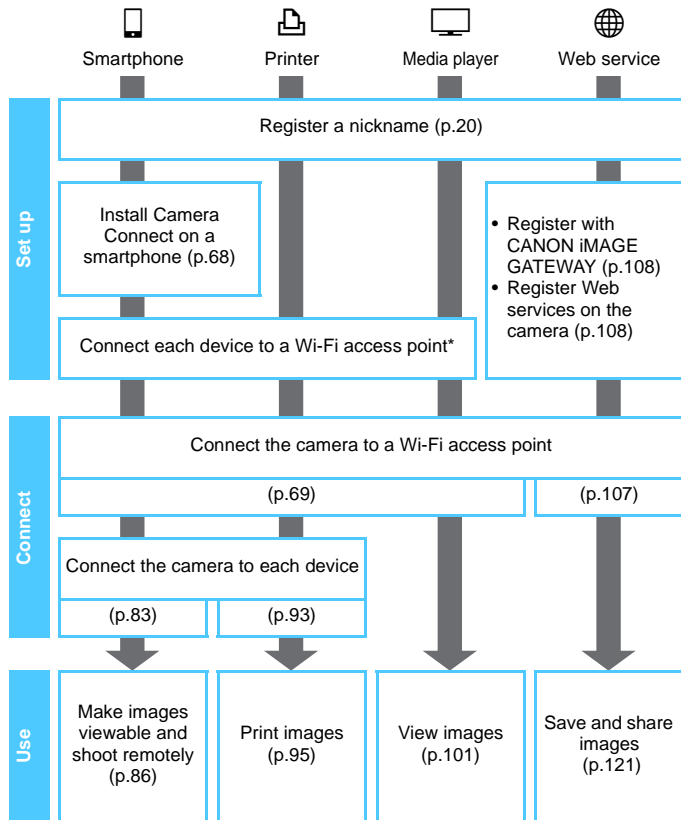 Smartphone
Printer
Media player
Web service
Set up
Register a nickname (p.20)
Install Camera
Connect on a
smartphone (p.68)
• Register with
CANON iMAGE
GATEWAY (p.108)
• Register Web
services on the
camera (p.108)
Connect each device to a Wi-Fi access point*
Connect
Connect the camera to a Wi-Fi access point
(p.69)
(p.107)
Connect the camera to each device
(p.83)
(p.93)
Use
Make images
viewable and
shoot remotely
(p.86)
Print images
(p.95)
View images
(p.101)
Save and share
images
(p.121)